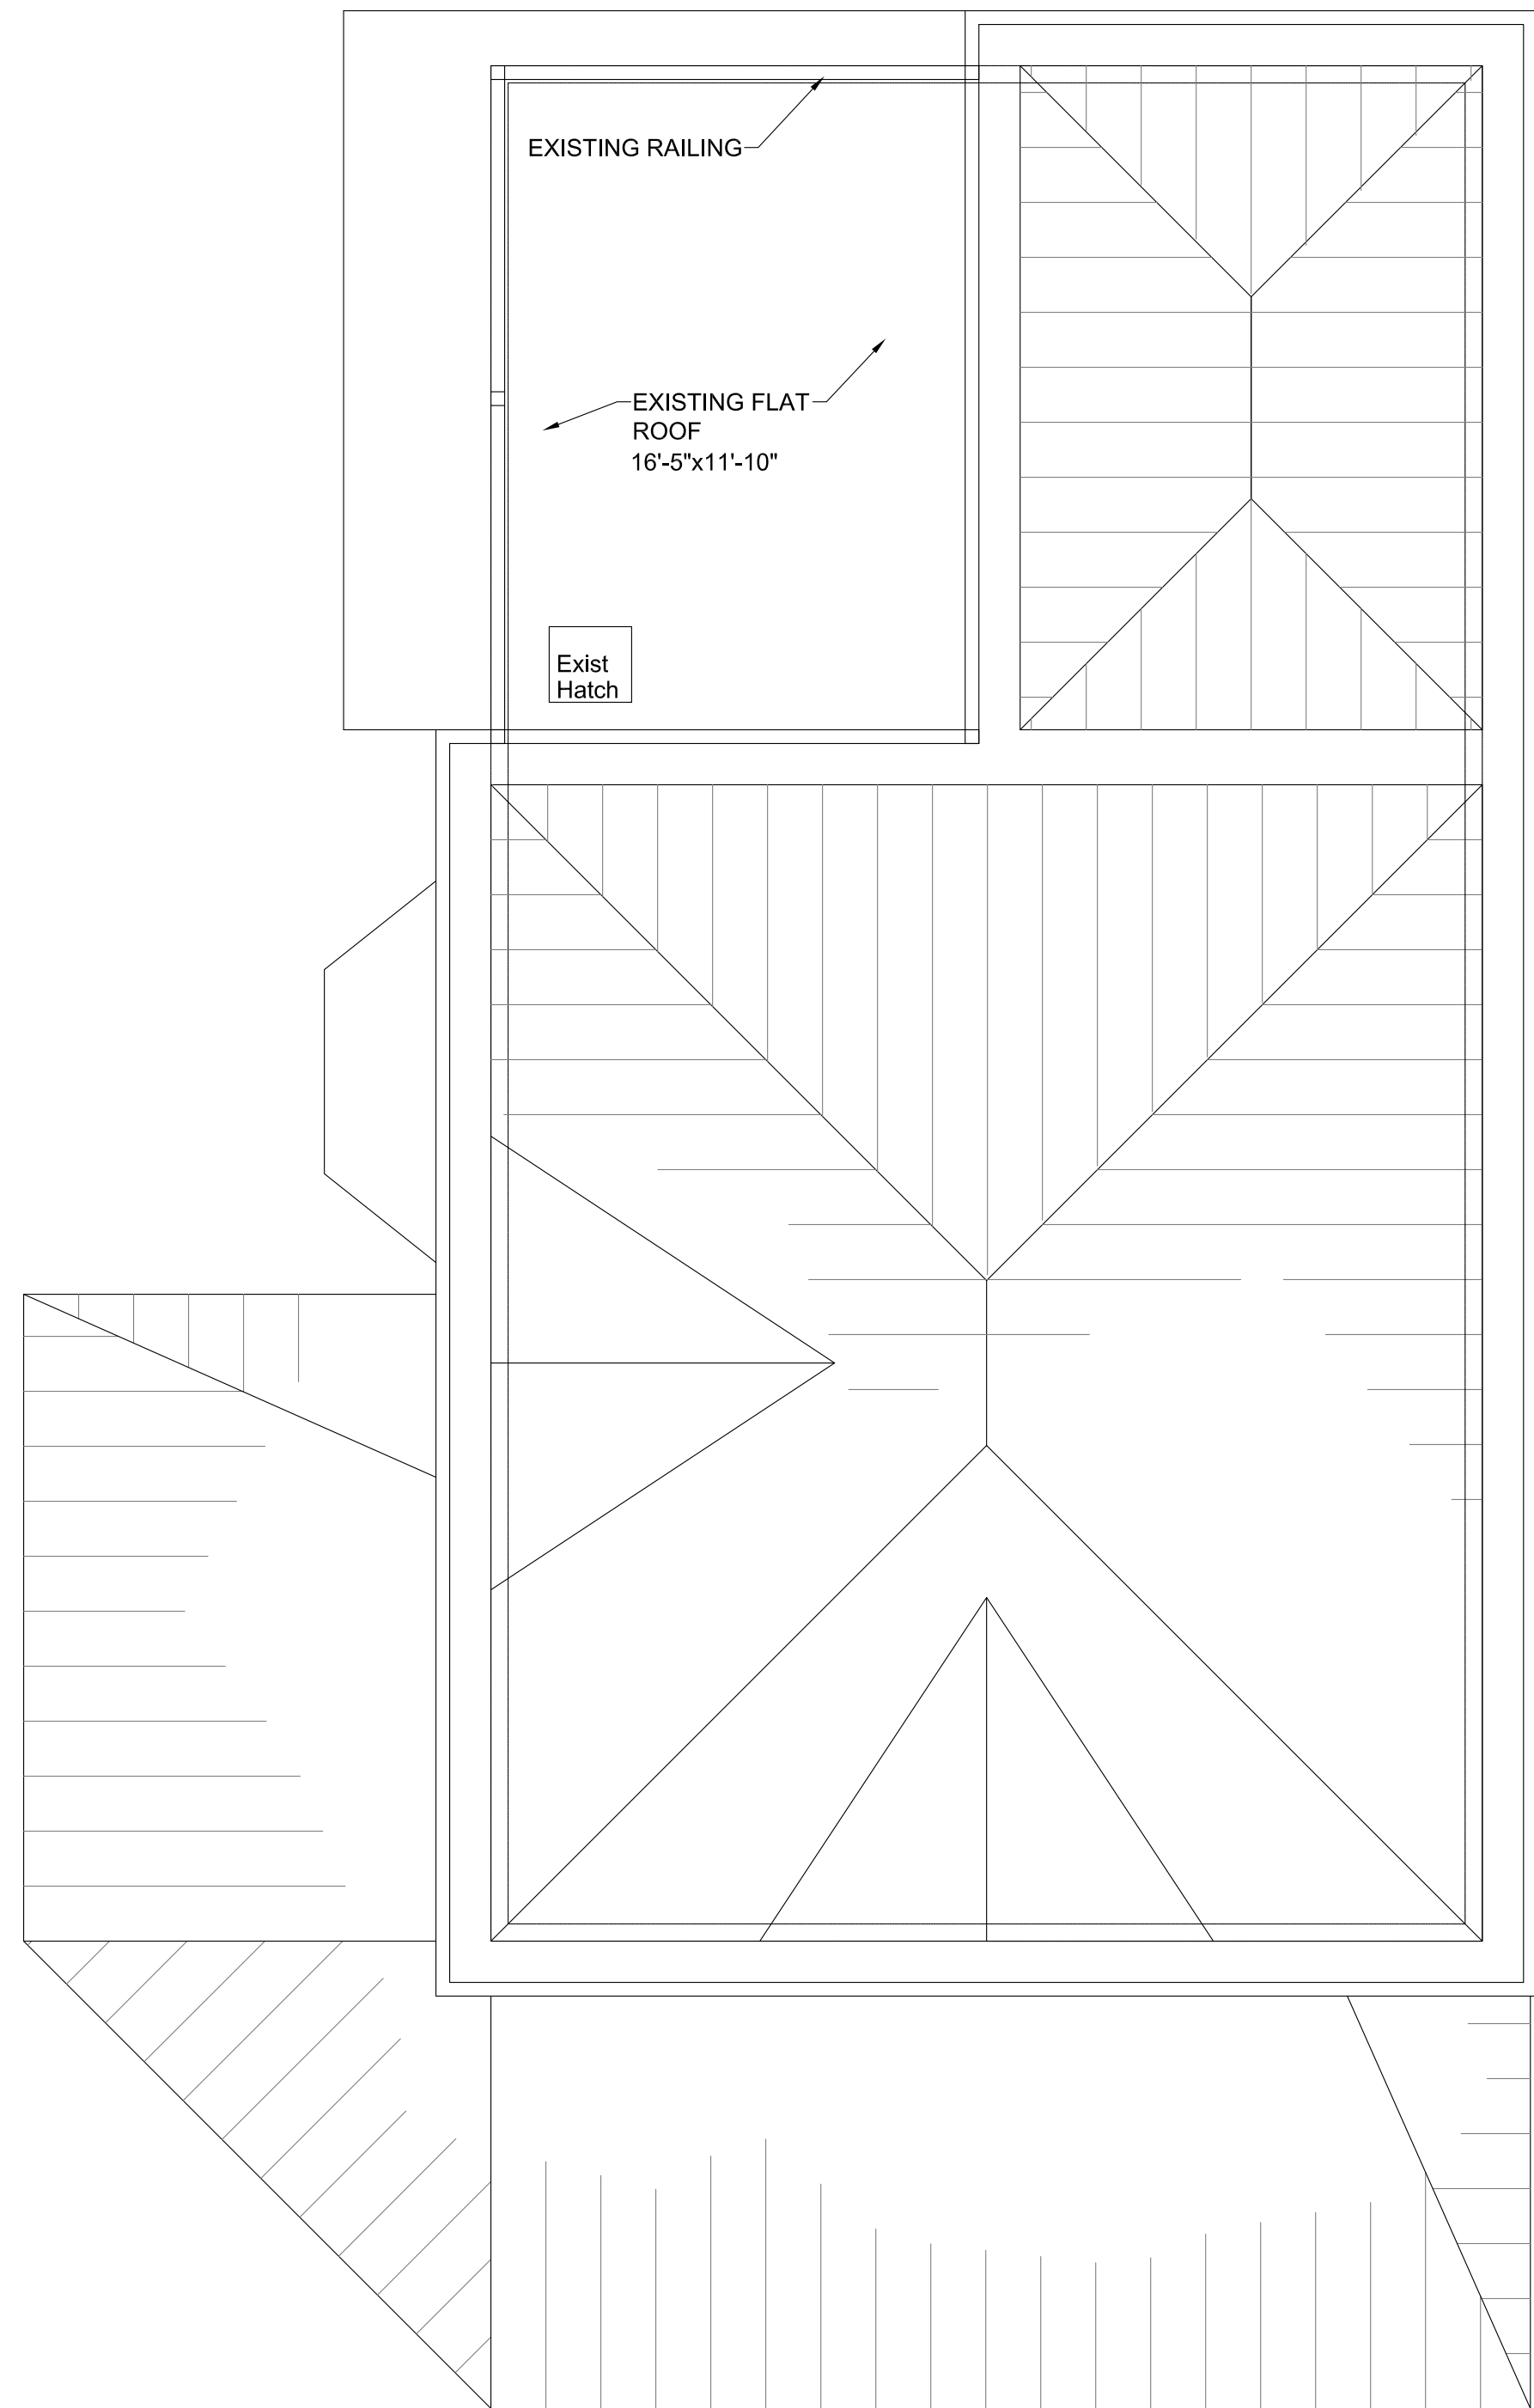 EXISTING RAILING
EXISTING FLAT
ROOF
16'-5"x11'-10"
Exist
Hatch